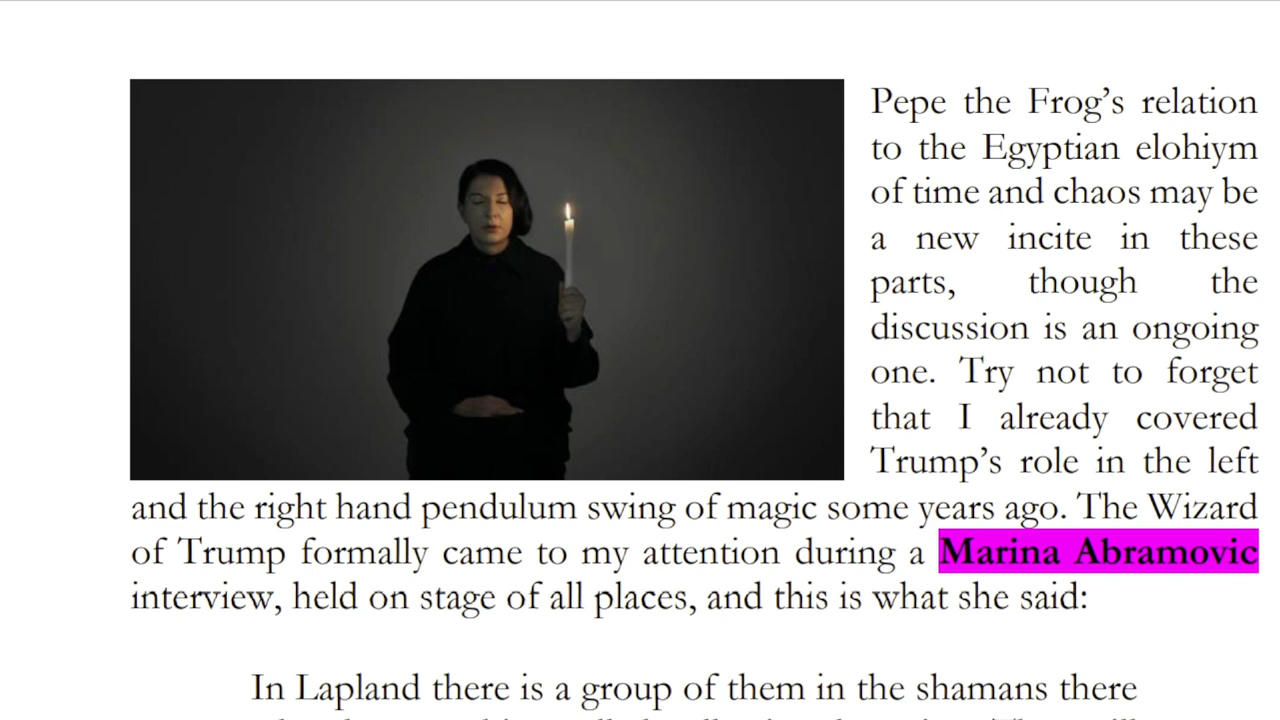 Pepe the Frog’s relation
to the Egyptian elohiym
of time and chaos may be
a new incite in these
parts, though the
discussion is an ongoing
one. Try not to forget
that I already covered
Trump’s role in the left
and the right hand pendulum swing of magic some years ago. The Wizard
of Trump formally came to my attention during a Marina Abramovic
interview, held on stage of all places, and this is what she said:
In Lapland there is a group of them in the shamans there